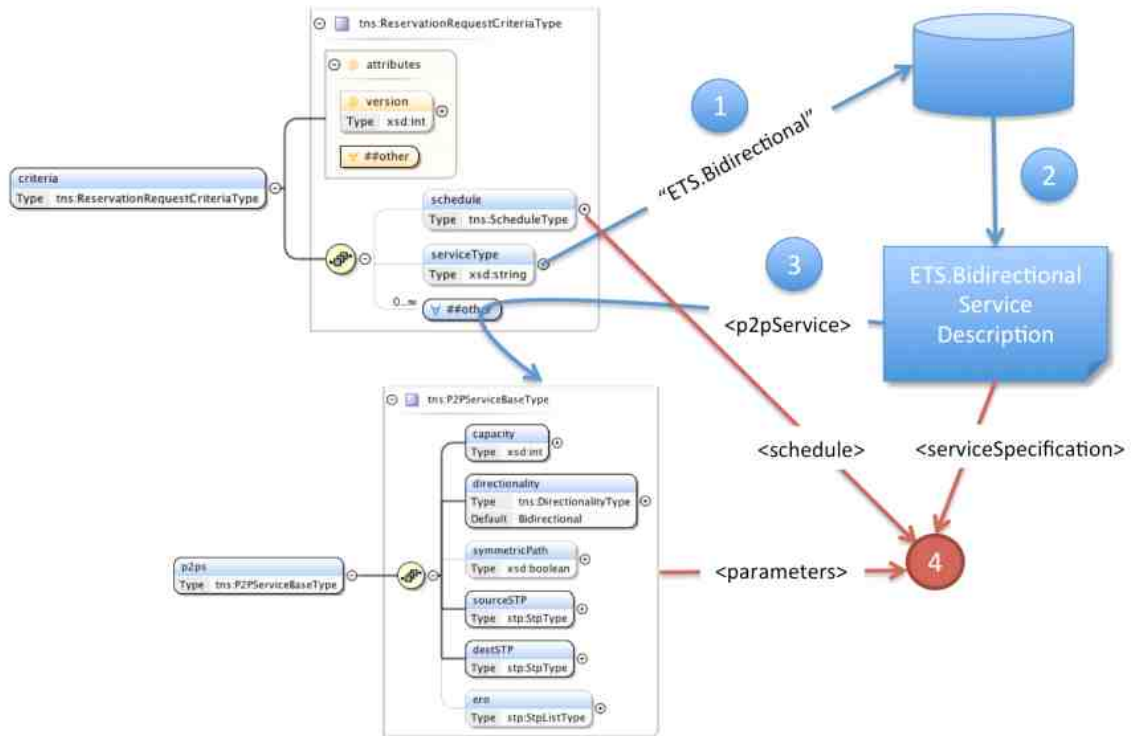 tns:ReservationRequestCriteriaType
attributes
version
Type xsd:int
##other
criteria
Type tns:ReservationRequestCriteriaType
schedule
Type tns:ScheduleType
serviceType
Type xsd:string
0..∞
##other
"ETS.Bidirectional"
1
2
3
ETS.Bidirectional
Service
Description
<p2pService>
tns:P2PServiceBaseType
capacity
Type xsd:int
directionality
Type tns:DirectionalityType
Default Bidirectional
symmetricPath
Type xsd:boolean
p2ps
Type tns:P2PServiceBaseType
sourceSTP
Type stp:StpType
destSTP
Type stp:StpType
ero
Type stp:StpListType
<schedule>
<serviceSpecification>
<parameters>
4